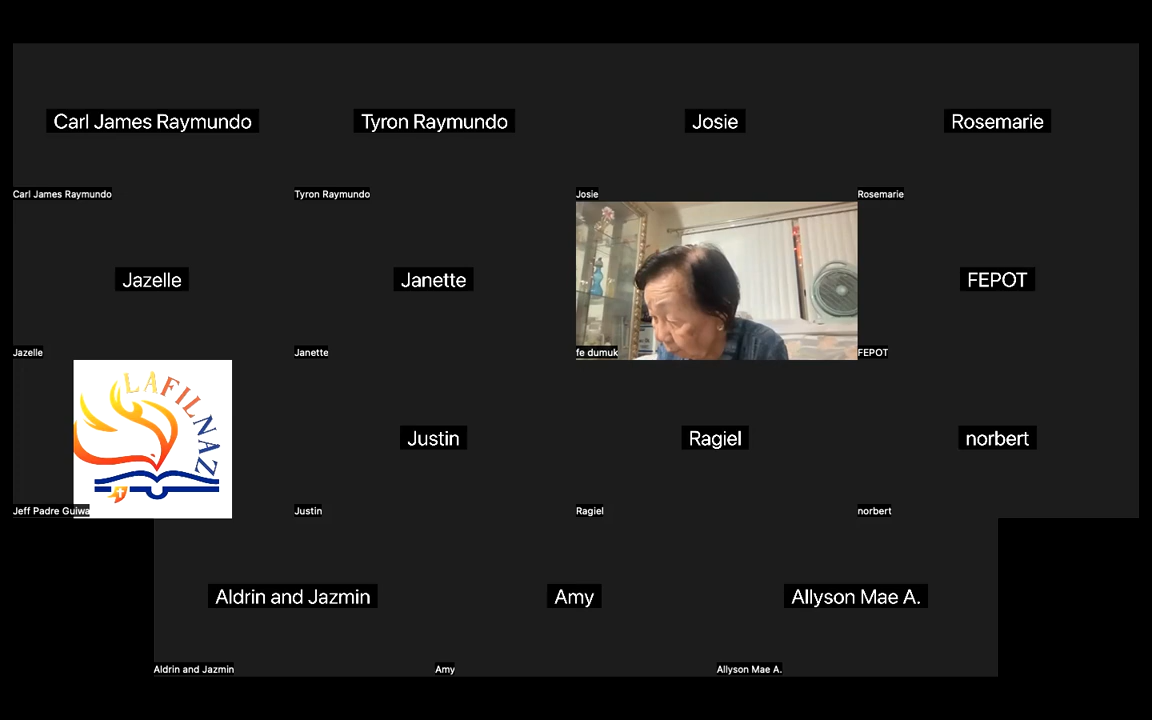 Carl James Raymundo
Tyron Raymundo
Josie
Rosemarie
Carl James Raymundo
Tyron Raymundo
Josie
Rosemarie
Jazelle
Janette
FEPOT
Jazelle
Janette
fe dumuk
FEPOT
LAFILNAZ
Justin
Ragiel
norbert
Jeff Padre Guiwa
Justin
Ragiel
norbert
Aldrin and Jazmin
Amy
Allyson Mae A.
Aldrin and Jazmin
Amy
Allyson Mae A.